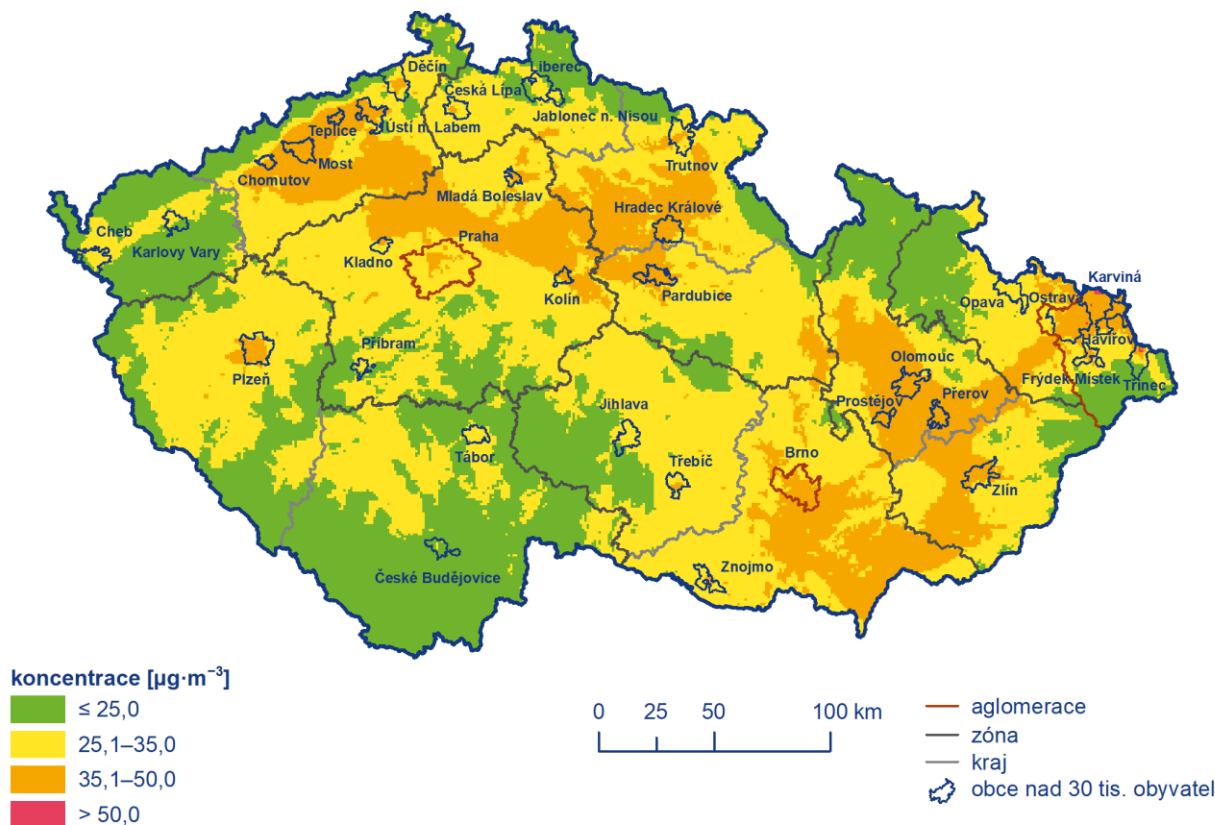 Děčín
Liberec
Česká Lípa
Jablonec n. Nisou
Teplice
Ústí n. Labem
Most
Chomutov
Trutnov
Mladá Boleslav
Hradec Králové
Cheb
Karlovy Vary
Praha
Kladno
Kolín
Pardubice
Karviná
Opava
Ostrava
Havířov
Plzeň
Příbram
Olomouc
Frýdek-Místek
Třinec
Prostějov
Přerov
Jihlava
Tábor
Brno
Třebíč
Zlín
České Budějovice
Znojmo
koncentrace [µg·m⁻³]
≤ 25,0
25,1–35,0
35,1–50,0
> 50,0
0 25 50 100 km
aglomerace
zóna
kraj
obce nad 30 tis. obyvatel